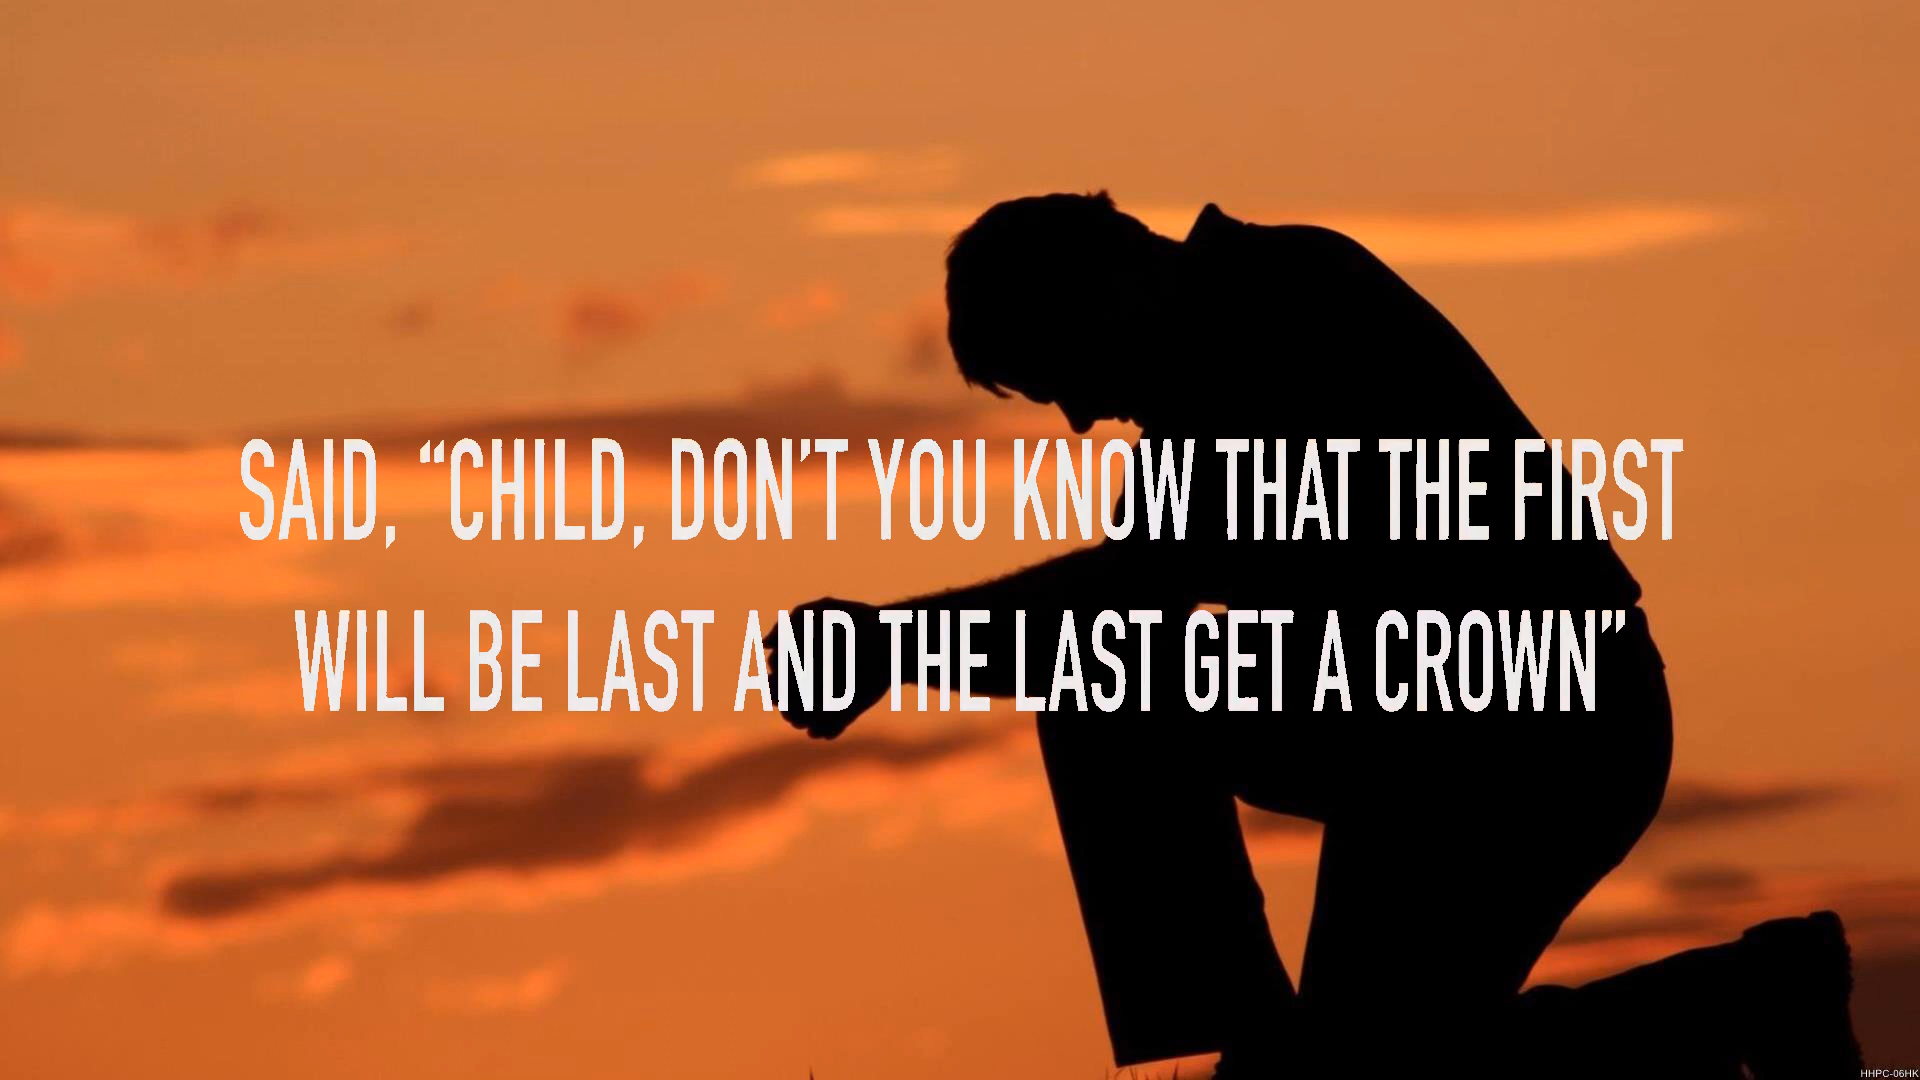 SAID, “CHILD, DON’T YOU KNOW THAT THE FIRST
WILL BE LAST AND THE LAST GET A CROWN”
HHPC-06HK